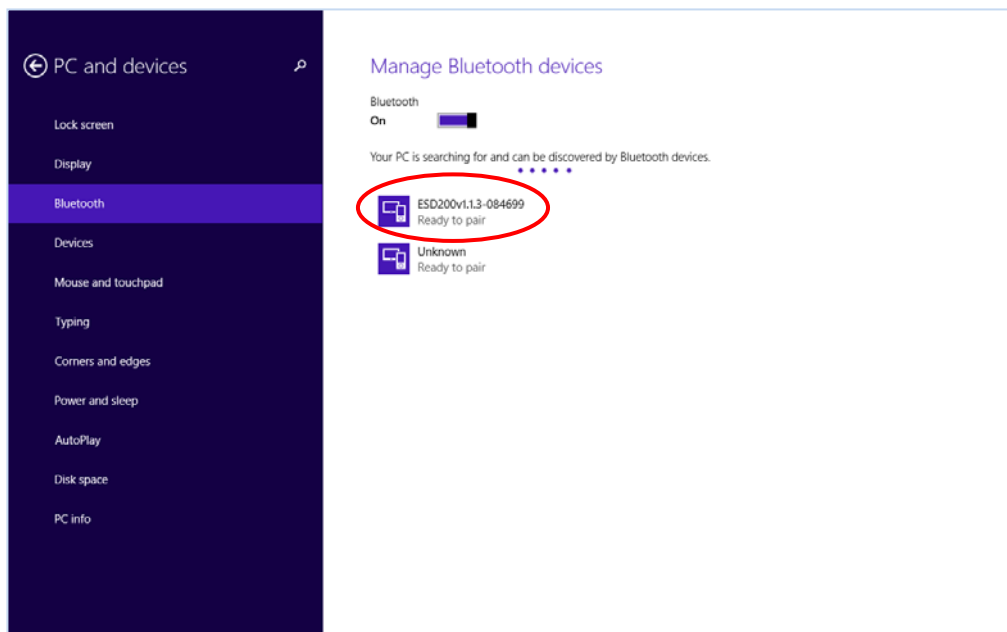 PC and devices
Lock screen
Display
Bluetooth
Devices
Mouse and touchpad
Typing
Corners and edges
Power and sleep
AutoPlay
Disk space
PC info
Manage Bluetooth devices
Bluetooth
On
Your PC is searching for and can be discovered by Bluetooth devices.
ESD200v1.1.3-084699
Ready to pair
Unknown
Ready to pair